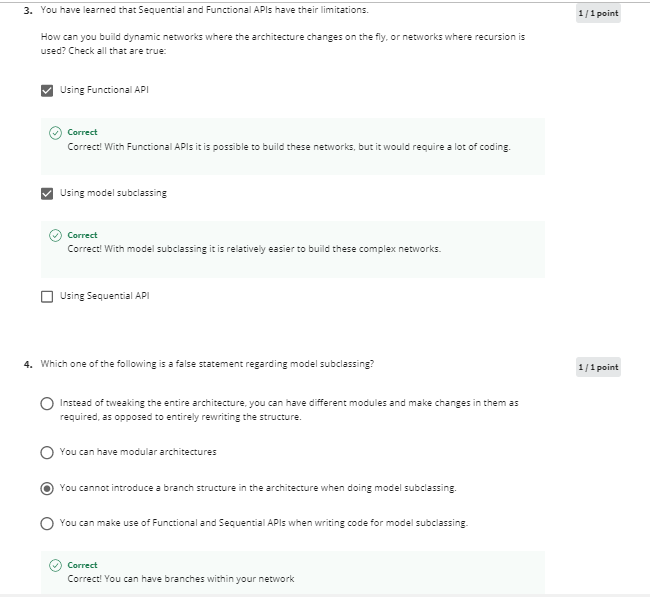 3. You have learned that Sequential and Functional APIs have their limitations.
1 / 1 point
How can you build dynamic networks where the architecture changes on the fly, or networks where recursion is
used? Check all that are true:
Using Functional API
Correct
Correct! With Functional APIs it is possible to build these networks, but it would require a lot of coding.
Using model subclassing
Correct
Correct! With model subclassing it is relatively easier to build these complex networks.
Using Sequential API
4. Which one of the following is a false statement regarding model subclassing?
1 / 1 point
Instead of tweaking the entire architecture, you can have different modules and make changes in them as
required, as opposed to entirely rewriting the structure.
You can have modular architectures
You cannot introduce a branch structure in the architecture when doing model subclassing.
You can make use of Functional and Sequential APIs when writing code for model subclassing.
Correct
Correct! You can have branches within your network